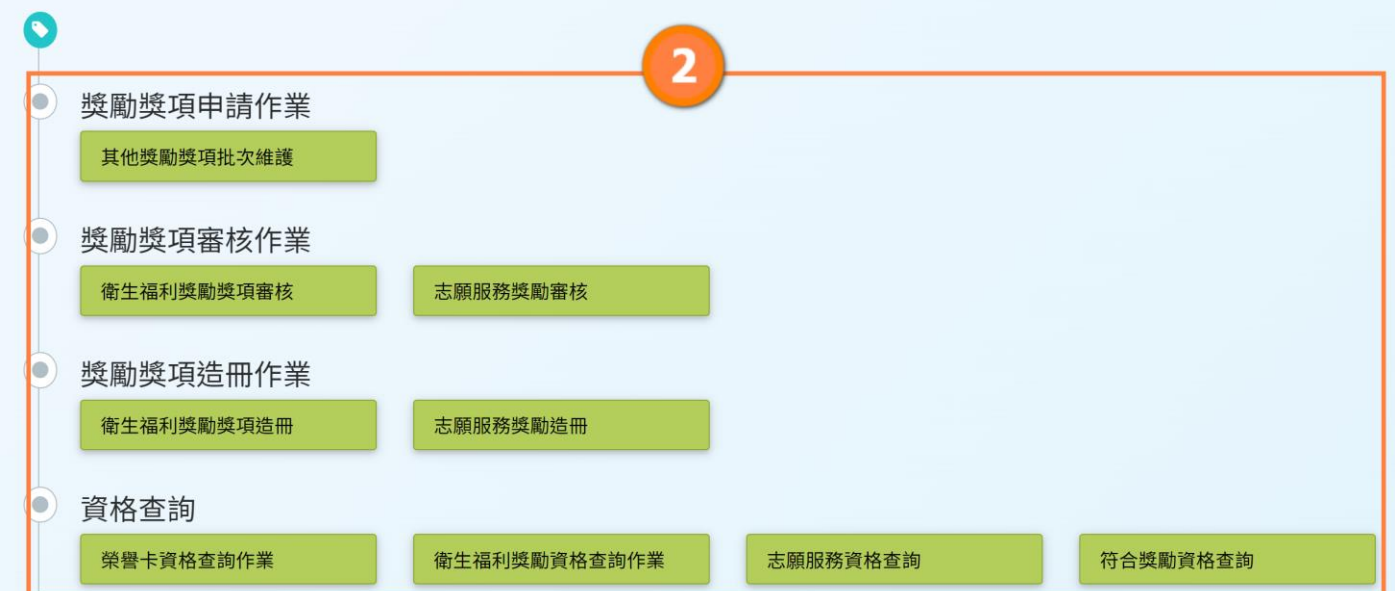 2
獎勵獎項申請作業
其他獎勵獎項批次維護
獎勵獎項審核作業
衛生福利獎勵獎項審核 志願服務獎勵審核
獎勵獎項造冊作業
衛生福利獎勵獎項造冊 志願服務獎勵造冊
資格查詢
榮譽卡資格查詢作業 衛生福利獎勵資格查詢作業 志願服務資格查詢 符合獎勵資格查詢